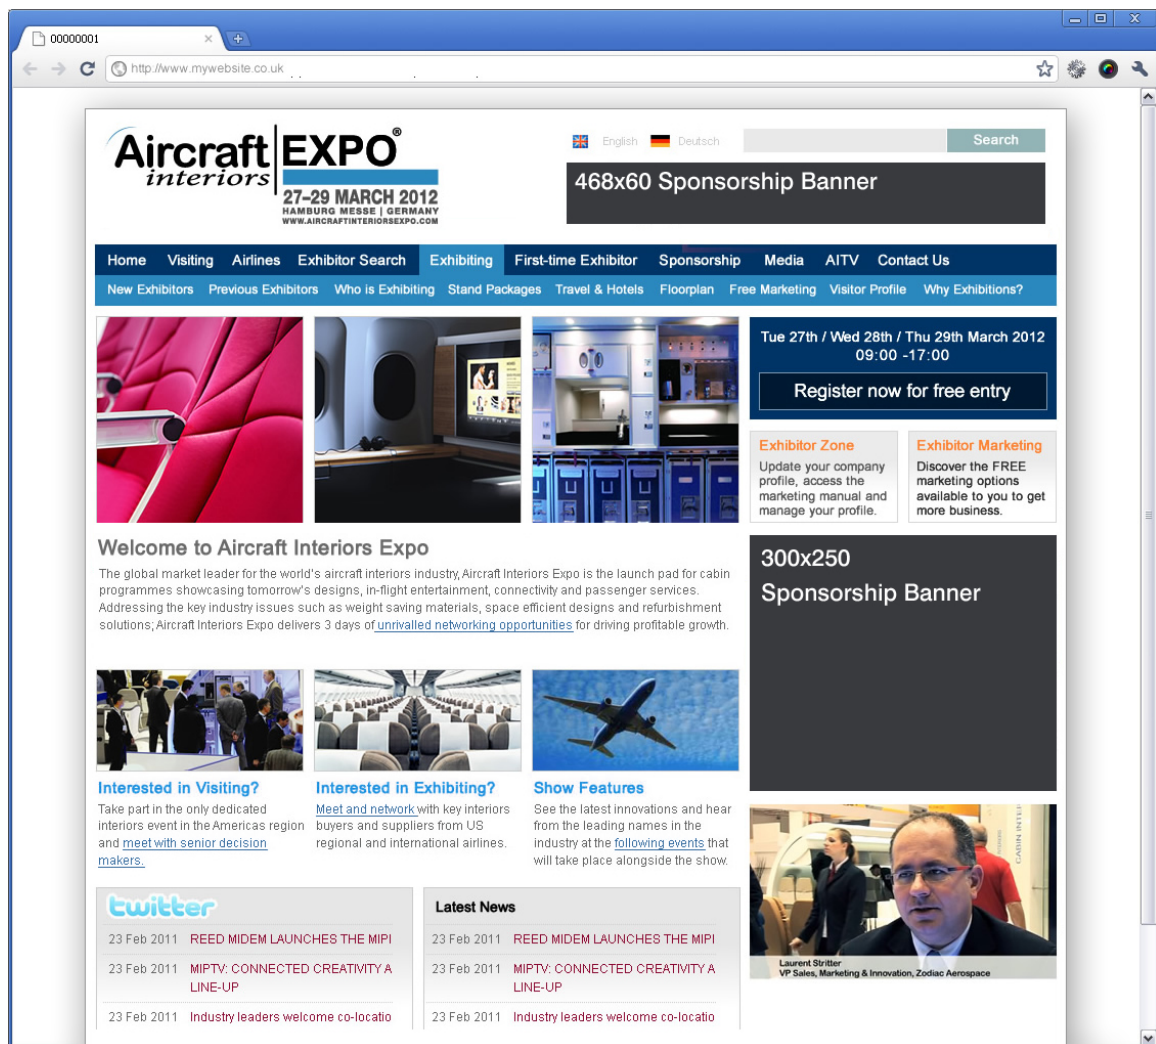 00000001
http://www.mywebsite.co.uk
Aircraft EXPO®
interiors
27–29 MARCH 2012
HAMBURG MESSE | GERMANY
WWW.AIRCRAFTINTERIORSEXPO.COM
English Deutsch Search
468x60 Sponsorship Banner
Home Visiting Airlines Exhibitor Search Exhibiting First-time Exhibitor Sponsorship Media AITV Contact Us
New Exhibitors Previous Exhibitors Who is Exhibiting Stand Packages Travel & Hotels Floorplan Free Marketing Visitor Profile Why Exhibitions?
Tue 27th / Wed 28th / Thu 29th March 2012
09:00 -17:00
Register now for free entry
Exhibitor Zone
Update your company
profile, access the
marketing manual and
manage your profile.
Exhibitor Marketing
Discover the FREE
marketing options
available to you to get
more business.
Welcome to Aircraft Interiors Expo
The global market leader for the world's aircraft interiors industry, Aircraft Interiors Expo is the launch pad for cabin
programmes showcasing tomorrow's designs, in-flight entertainment, connectivity and passenger services.
Addressing the key industry issues such as weight saving materials, space efficient designs and refurbishment
solutions; Aircraft Interiors Expo delivers 3 days of unrivalled networking opportunities for driving profitable growth.
300x250
Sponsorship Banner
Interested in Visiting?
Take part in the only dedicated
interiors event in the Americas region
and meet with senior decision
makers.
Interested in Exhibiting?
Meet and network with key interiors
buyers and suppliers from US
regional and international airlines.
Show Features
See the latest innovations and hear
from the leading names in the
industry at the following events that
will take place alongside the show.
twitter
23 Feb 2011 REED MIDEM LAUNCHES THE MIPI
23 Feb 2011 MIPTV: CONNECTED CREATIVITY A
LINE-UP
23 Feb 2011 Industry leaders welcome co-locatio
Latest News
23 Feb 2011 REED MIDEM LAUNCHES THE MIPI
23 Feb 2011 MIPTV: CONNECTED CREATIVITY A
LINE-UP
23 Feb 2011 Industry leaders welcome co-locatio
CABIN INTER
Laurent Stritter
VP Sales, Marketing & Innovation, Zodiac Aerospace